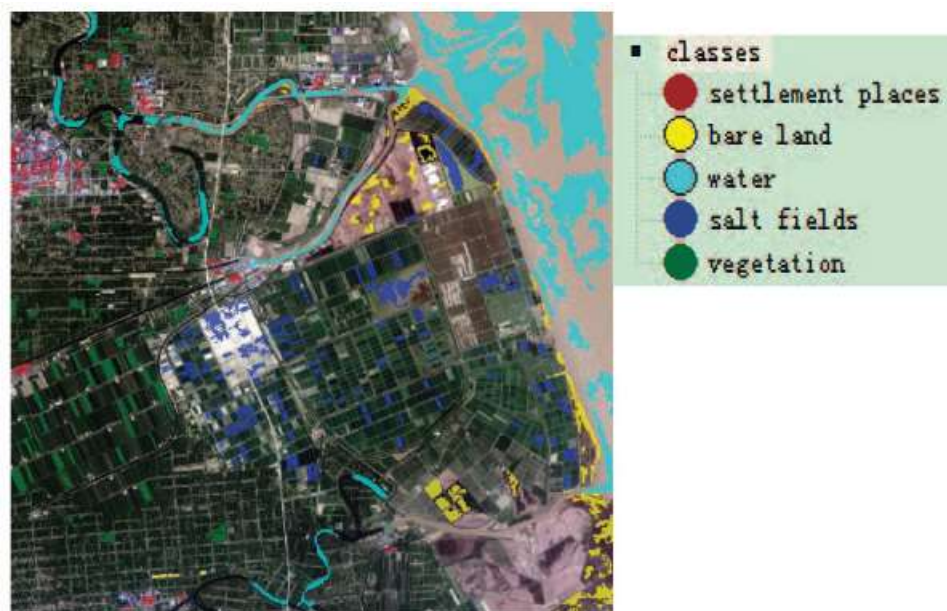 classes
settlement places
bare land
water
salt fields
vegetation